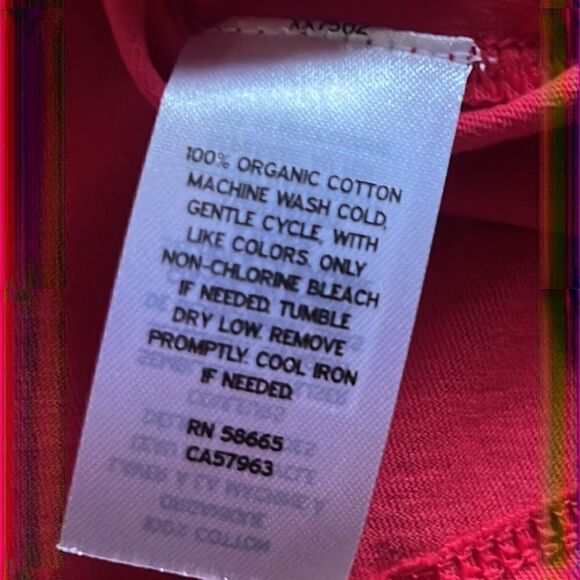 100% ORGANIC COTTON
MACHINE WASH COLD,
GENTLE CYCLE, WITH
LIKE COLORS. ONLY
NON-CHLORINE BLEACH
IF NEEDED. TUMBLE
DRY LOW. REMOVE
PROMPTLY. COOL IRON
IF NEEDED.
RN 58665
CA57963